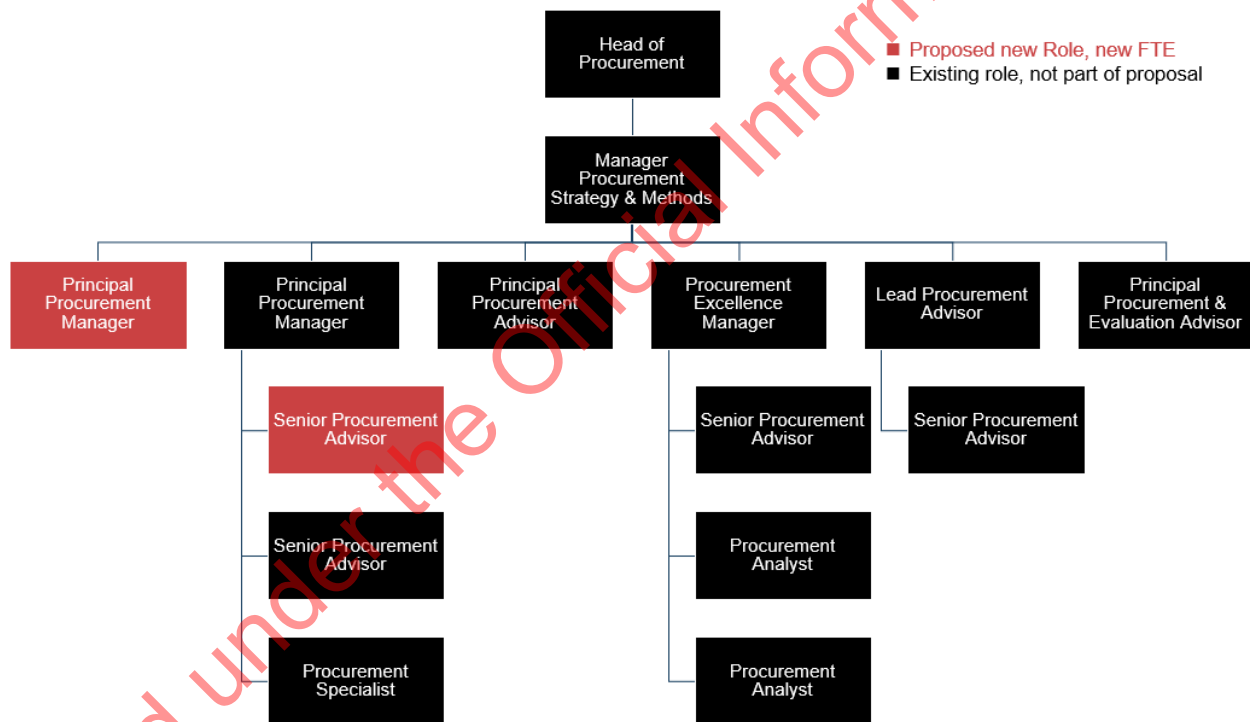 Head of
Procurement
Proposed new Role, new FTE
Existing role, not part of proposal
Manager
Procurement
Strategy & Methods
Principal
Procurement
Manager
Principal
Procurement
Manager
Principal
Procurement
Advisor
Procurement
Excellence
Manager
Lead Procurement
Advisor
Principal
Procurement &
Evaluation Advisor
Senior Procurement
Advisor
Senior Procurement
Advisor
Senior Procurement
Advisor
Senior Procurement
Advisor
Procurement
Analyst
Procurement
Specialist
Procurement
Analyst
under the Official